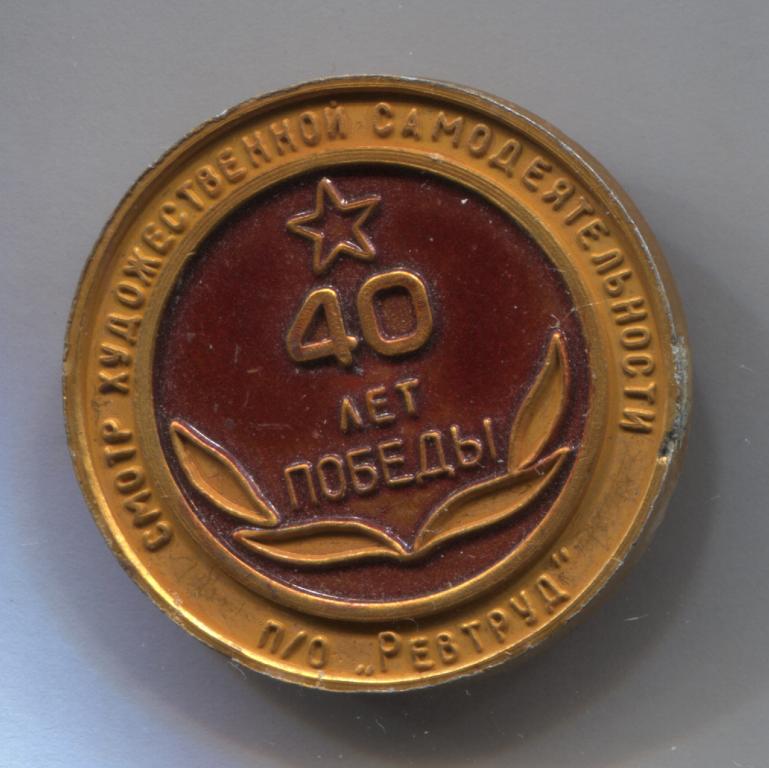 СМОТР ХУДОЖЕСТВЕННОЙ САМОДЕЯТЕЛЬНОСТИ
40
ЛЕТ
ПОБЕДЫ
П/О „РЕВТРУД"